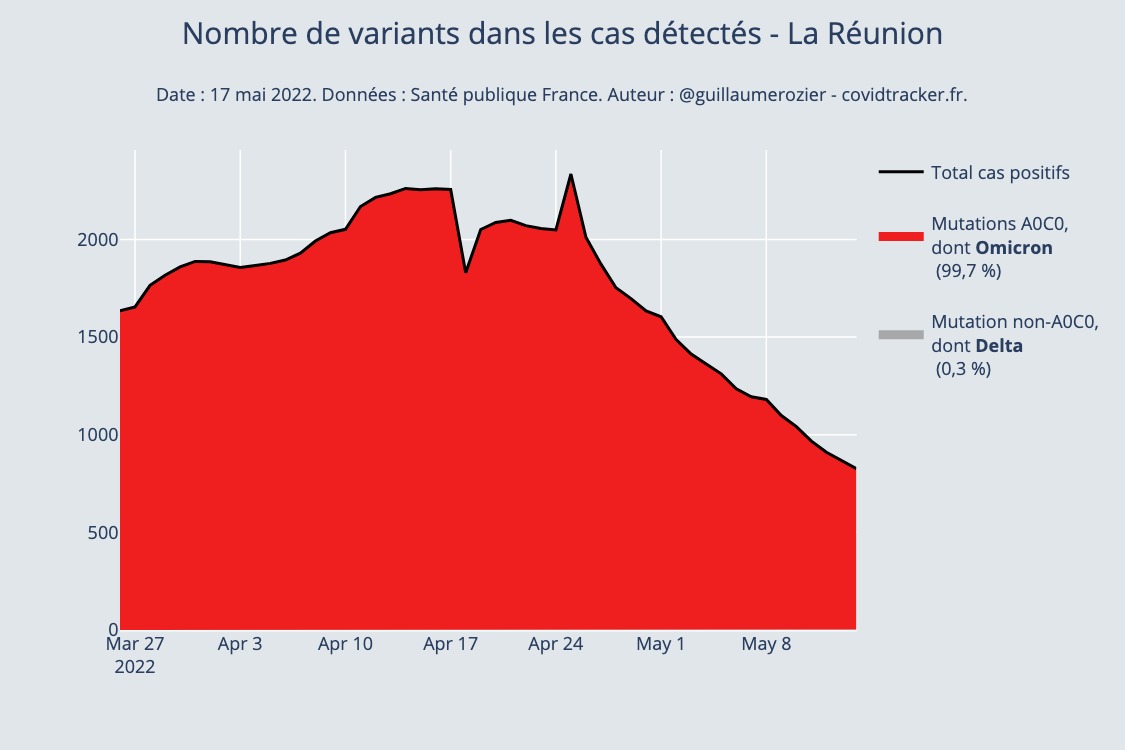 Nombre de variants dans les cas détectés - La Réunion
Date : 17 mai 2022. Données : Santé publique France. Auteur : @guillaumerozier - covidtracker.fr.
Total cas positifs
Mutations A0C0,
dont Omicron
(99,7 %)
Mutation non-A0C0,
dont Delta
(0,3 %)
2000
1500
1000
500
0
Mar 27 Apr 3 Apr 10 Apr 17 Apr 24 May 1 May 8
2022